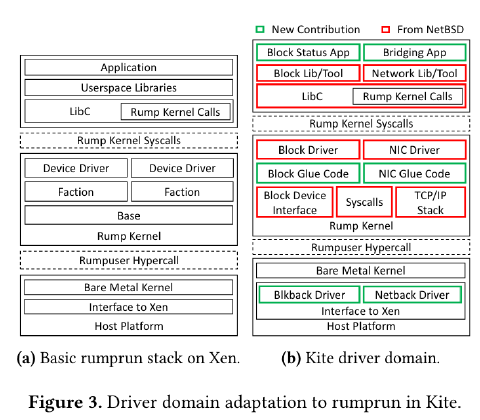 New Contribution
From NetBSD
Application
Userspace Libraries
LibC
Rump Kernel Calls
Rump Kernel Syscalls
Device Driver
Device Driver
Faction
Faction
Base
Rump Kernel
Rumpuser Hypercall
Bare Metal Kernel
Interface to Xen
Host Platform
(a) Basic rumprun stack on Xen.
Block Status App
Bridging App
Block Lib/Tool
Network Lib/Tool
LibC
Rump Kernel Calls
Rump Kernel Syscalls
Block Driver
NIC Driver
Block Glue Code
NIC Glue Code
Block Device
Interface
Syscalls
TCP/IP
Stack
Rump Kernel
Rumpuser Hypercall
Bare Metal Kernel
Blkback Driver
Netback Driver
Interface to Xen
Host Platform
(b) Kite driver domain.
Figure 3. Driver domain adaptation to rumprun in Kite.